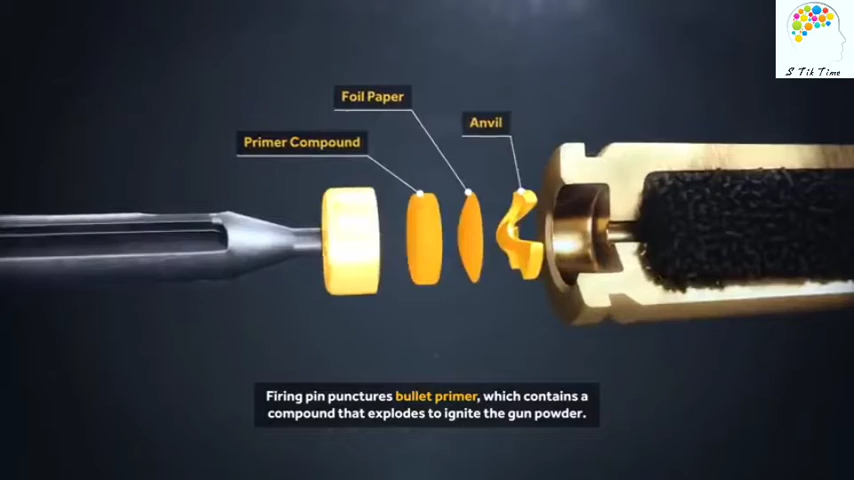 S Tik Time
Foil Paper
Anvil
Primer Compound
Firing pin punctures bullet primer, which contains a
compound that explodes to ignite the gun powder.